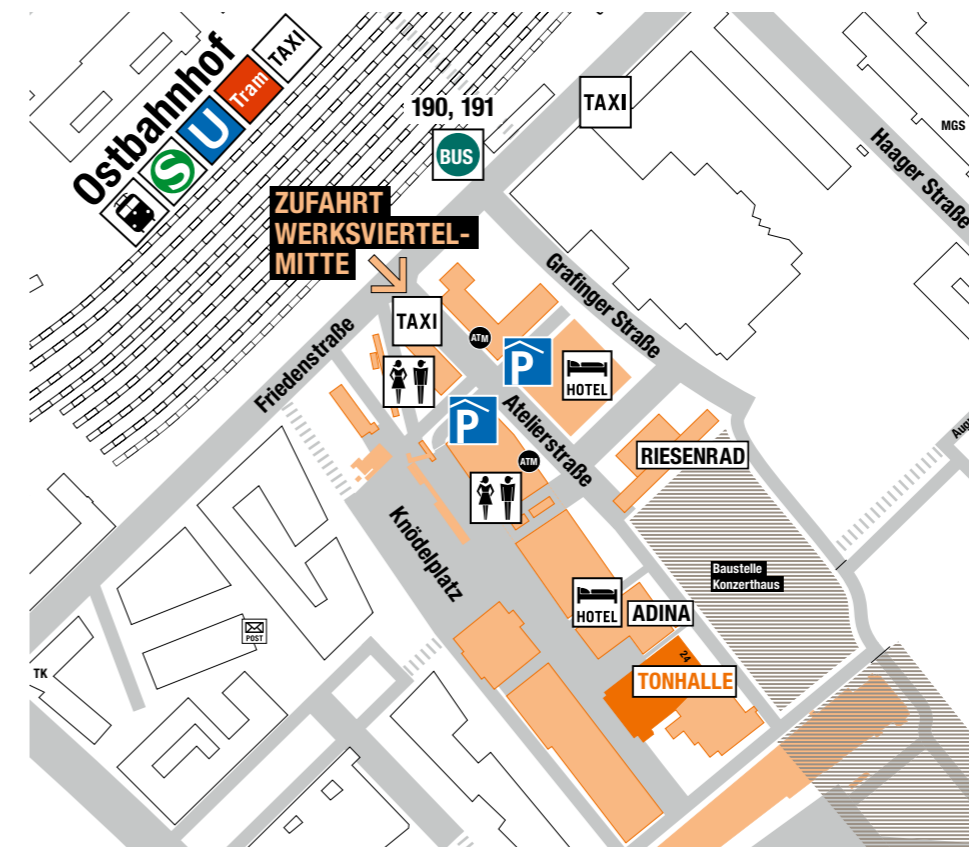 Ostbahnhof
S
U
Tram
TAXI
190, 191
BUS
TAXI
MGS
Haager Straße
ZUFAHRT
WERKSVIERTEL-
MITTE
TAXI
Grafinger Straße
Friedenstraße
ATM
P
HOTEL
P
Atelierstraße
ATM
RIESENRAD
Knödelplatz
Baustelle
Konzerthaus
HOTEL
ADINA
POST
TK
24
TONHALLE